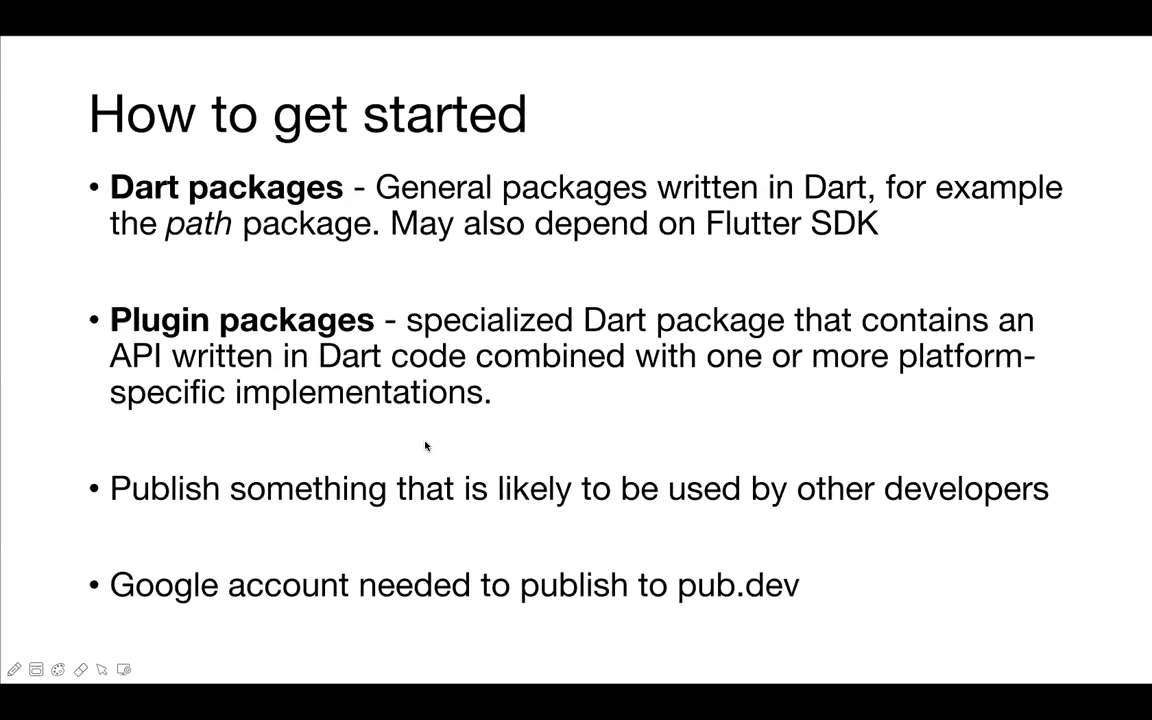 How to get started
• Dart packages - General packages written in Dart, for example
the path package. May also depend on Flutter SDK
• Plugin packages - specialized Dart package that contains an
API written in Dart code combined with one or more platform-
specific implementations.
• Publish something that is likely to be used by other developers
• Google account needed to publish to pub.dev